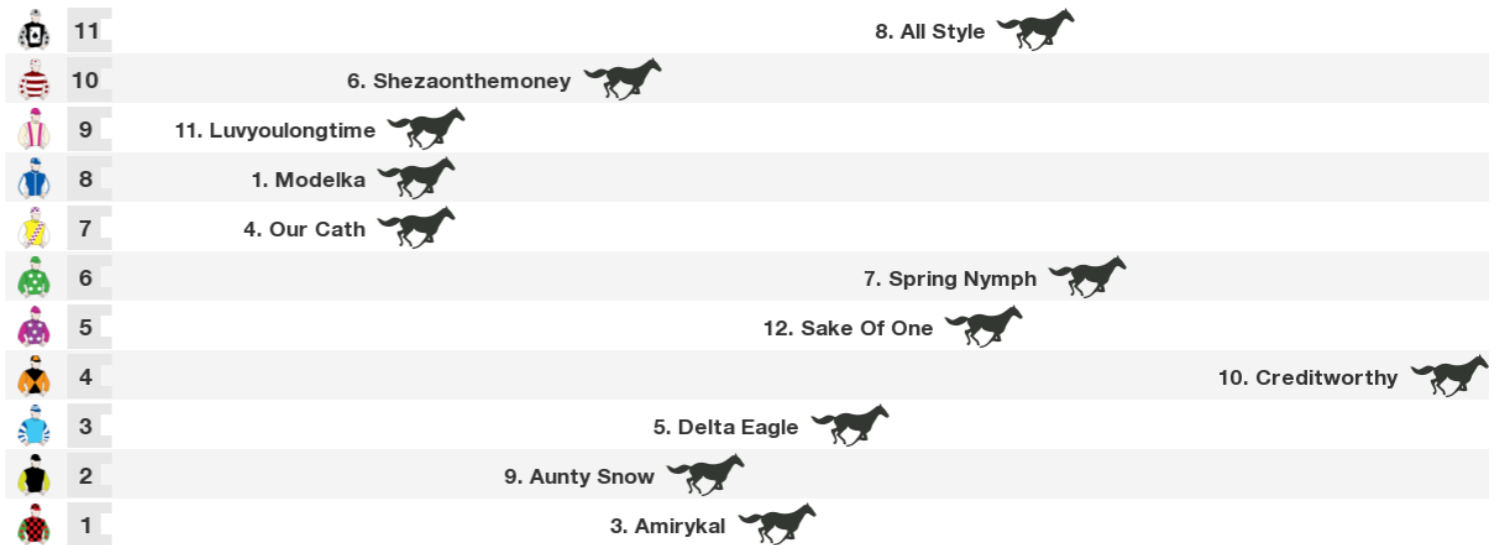 11 8. All Style
10 6. Shezaonthemoney
9 11. Luvyoulongtime
8 1. Modelka
7 4. Our Cath
6 7. Spring Nymph
5 12. Sake Of One
4 10. Creditworthy
3 5. Delta Eagle
2 9. Aunty Snow
1 3. Amirykal